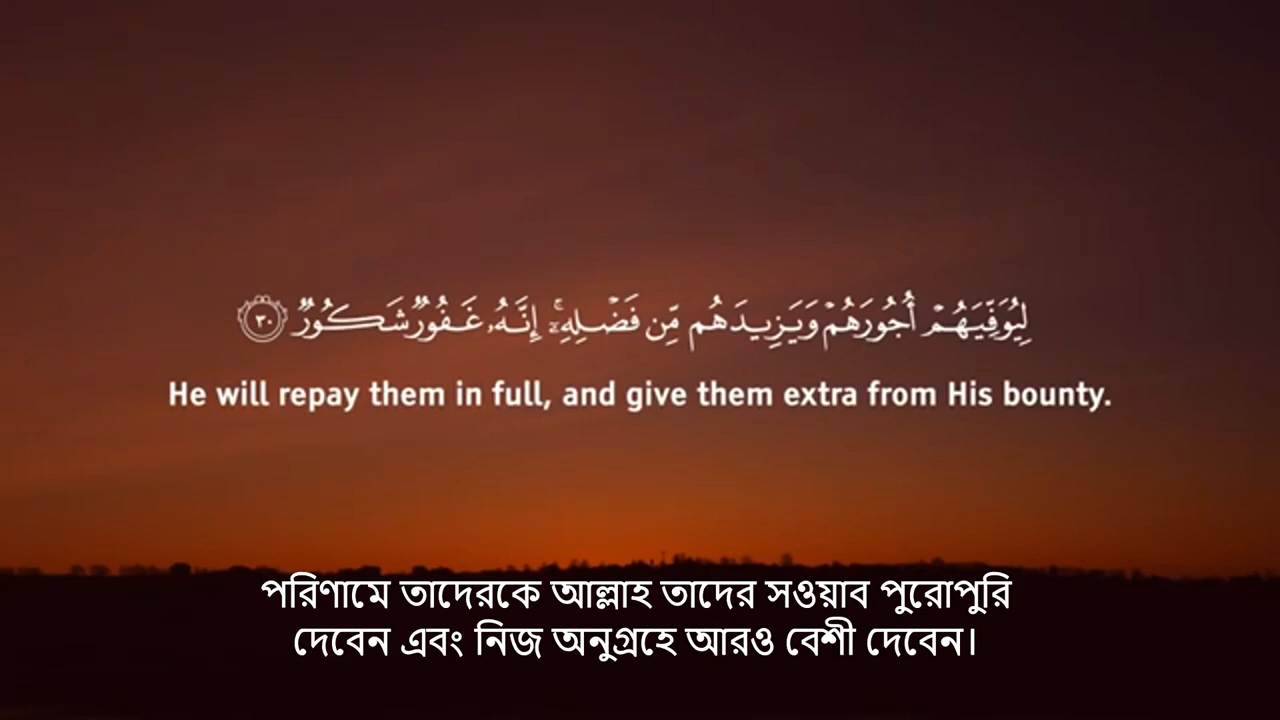 لِيُوَفِّيَهُمْ أُجُورَهُمْ وَيَزِيدَهُم مِّن فَضْلِهِۦٓ ۚ إِنَّهُۥ غَفُورٌ شَكُورٌ ٣٠
He will repay them in full, and give them extra from His bounty.
পরিণামে তাদেরকে আল্লাহ তাদের সওয়াব পুরোপুরি
দেবেন এবং নিজ অনুগ্রহে আরও বেশী দেবেন।